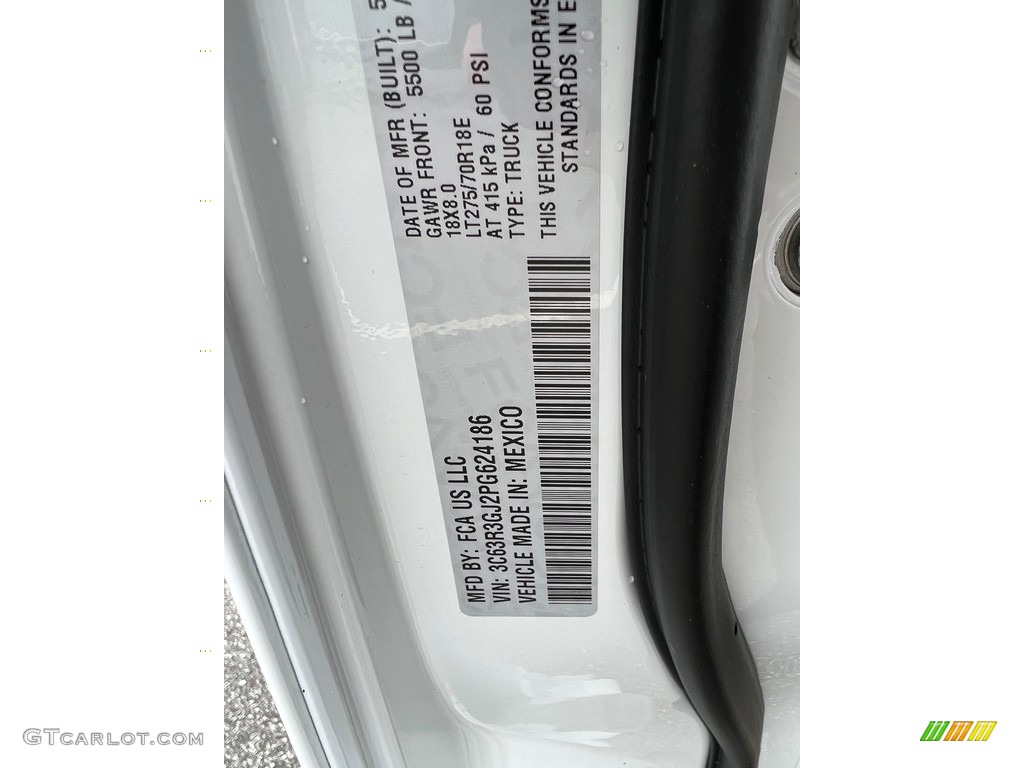 MFD BY: FCA US LLC
VIN: 3C63R3GJ2PG624186
VEHICLE MADE IN: MEXICO
DATE OF MFR (BUILT): 5
GAWR FRONT: 5500 LB /
18X8.0
LT275/70R18E
AT 415 kPa / 60 PSI
TYPE: TRUCK
THIS VEHICLE CONFORMS
STANDARDS IN E
GTCARLOT.COM